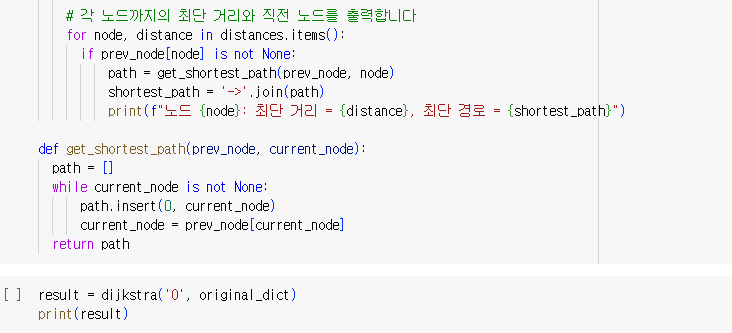 # 각 노드까지의 최단 거리와 직전 노드를 출력합니다
for node, distance in distances.items():
if prev_node[node] is not None:
path = get_shortest_path(prev_node, node)
shortest_path = '->'.join(path)
print(f"노드 {node}: 최단 거리 = {distance}, 최단 경로 = {shortest_path}")
def get_shortest_path(prev_node, current_node):
path = []
while current_node is not None:
path.insert(0, current_node)
current_node = prev_node[current_node]
return path
[ ] result = dijkstra('0', original_dict)
print(result)